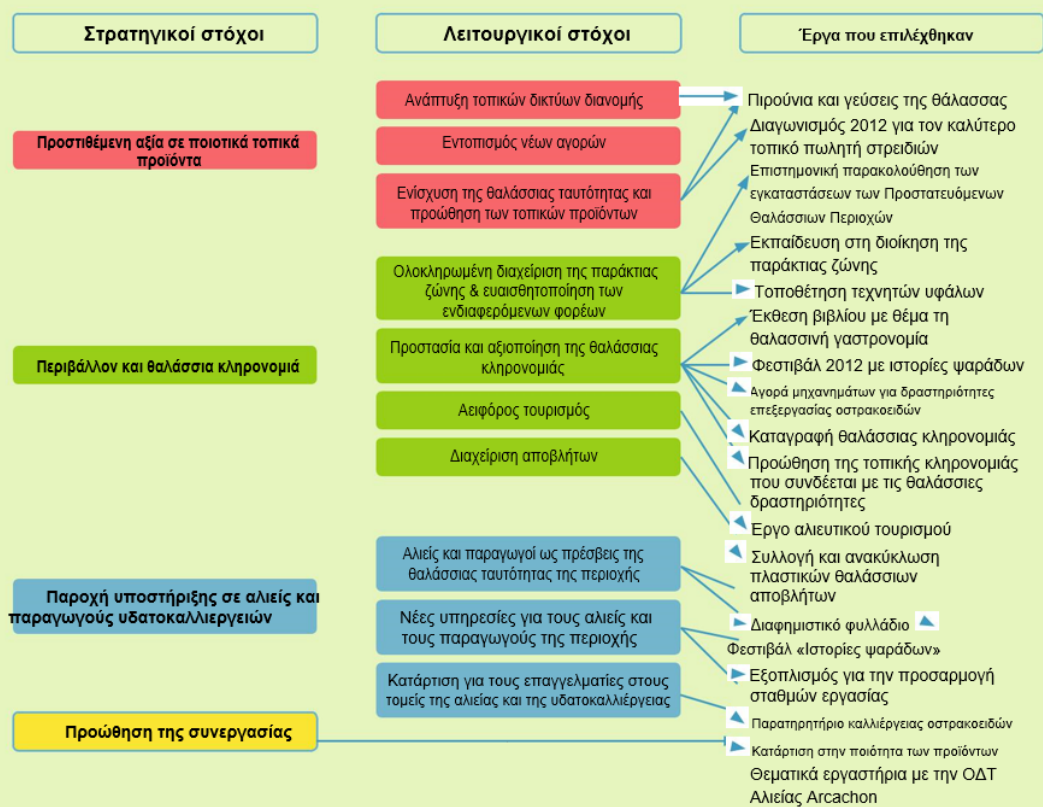 Στρατηγικοί στόχοι
Λειτουργικοί στόχοι
Έργα που επιλέχθηκαν
Προστιθέμενη αξία σε ποιοτικά τοπικά
προϊόντα
Ανάπτυξη τοπικών δικτύων διανομής
Εντοπισμός νέων αγορών
Ενίσχυση της θαλάσσιας ταυτότητας και
προώθηση των τοπικών προϊόντων
Πιρούνια και γεύσεις της θάλασσας
Διαγωνισμός 2012 για τον καλύτερο
τοπικό πωλητή στρειδιών
Επιστημονική παρακολούθηση των
εγκαταστάσεων των Προστατευόμενων
Θαλάσσιων Περιοχών
Εκπαίδευση στη διοίκηση της
παράκτιας ζώνης
Τοποθέτηση τεχνητών υφάλων
Έκθεση βιβλίου με θέμα τη
θαλασσινή γαστρονομία
Φεστιβάλ 2012 με ιστορίες ψαράδων
Αγορά μηχανημάτων για δραστηριότητες
επεξεργασίας οστρακοειδών
Καταγραφή θαλάσσιας κληρονομιάς
Προώθηση της τοπικής κληρονομιάς
που συνδέεται με τις θαλάσσιες
δραστηριότητες
Έργο αλιευτικού τουρισμού
Συλλογή και ανακύκλωση
πλαστικών θαλάσσιων
αποβλήτων
Περιβάλλον και θαλάσσια κληρονομιά
Ολοκληρωμένη διαχείριση της παράκτιας
ζώνης & ευαισθητοποίηση των
ενδιαφερόμενων φορέων
Προστασία και αξιοποίηση της θαλάσσιας
κληρονομιάς
Αειφόρος τουρισμός
Διαχείριση αποβλήτων
Παροχή υποστήριξης σε αλιείς και
παραγωγούς υδατοκαλλιεργειών
Αλιείς και παραγωγοί ως πρέσβεις της
θαλάσσιας ταυτότητας της περιοχής
Νέες υπηρεσίες για τους αλιείς και
τους παραγωγούς της περιοχής
Κατάρτιση για τους επαγγελματίες στους
τομείς της αλιείας και της υδατοκαλλιέργειας
Διαφημιστικό φυλλάδιο
Φεστιβάλ «Ιστορίες ψαράδων»
Εξοπλισμός για την προσαρμογή
σταθμών εργασίας
Παρατηρητήριο καλλιέργειας οστρακοειδών
Κατάρτιση στην ποιότητα των προϊόντων
Θεματικά εργαστήρια με την ΟΔΤ
Αλιείας Arcachon
Προώθηση της συνεργασίας